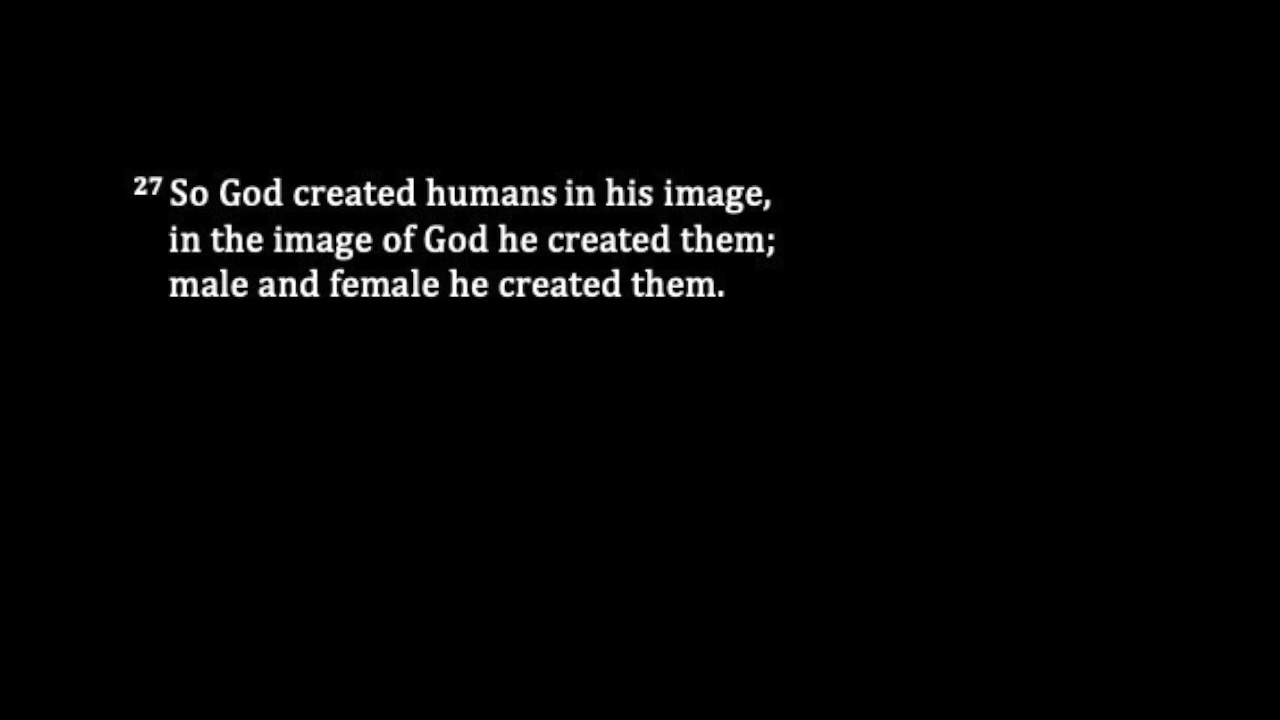 27 So God created humans in his image,
in the image of God he created them;
male and female he created them.